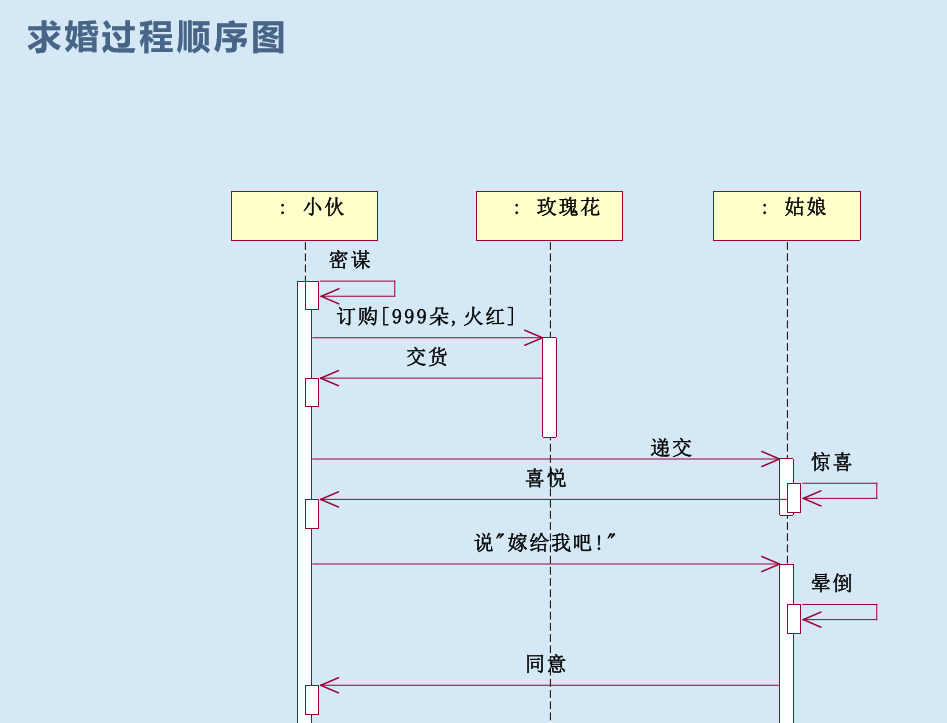 求婚过程顺序图
: 小伙
: 玫瑰花
: 姑娘
密谋
订购[999朵,火红]
交货
递交
惊喜
喜悦
说"嫁给我吧!"
晕倒
同意